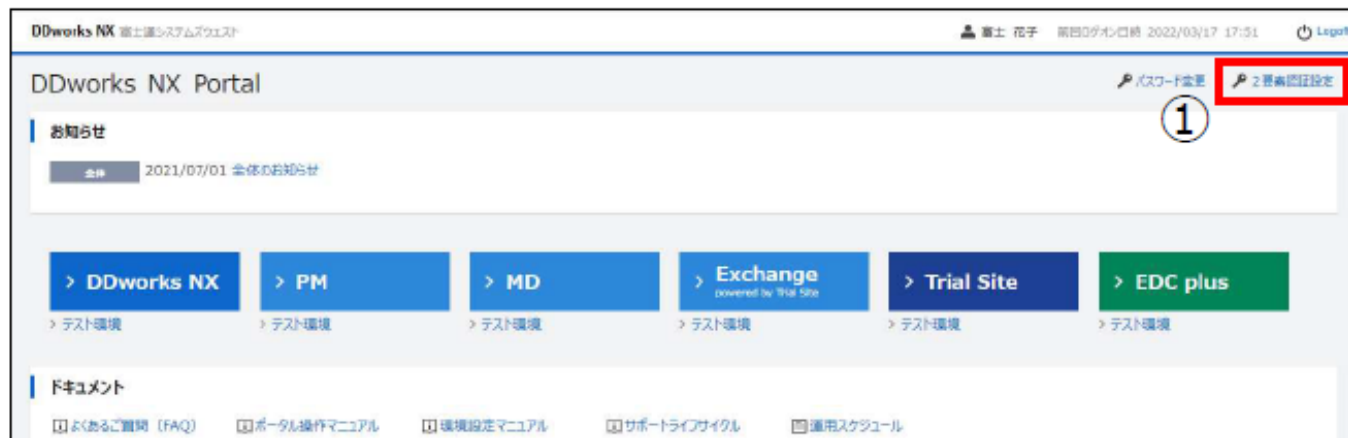 DDworks NX 富士通システムズウエスト 富士 花子 前回ログオン日時 2022/03/17 17:51 Logoff
DDworks NX Portal パスワード変更 2要素認証設定
①
お知らせ
全体 2021/07/01 全体のお知らせ
> DDworks NX > PM > MD > Exchange powered by Trial Site > Trial Site > EDC plus
> テスト環境 > テスト環境 > テスト環境 > テスト環境 > テスト環境 > テスト環境
ドキュメント
よくあるご質問（FAQ） ポータル操作マニュアル 環境設定マニュアル サポートライフサイクル 運用スケジュール